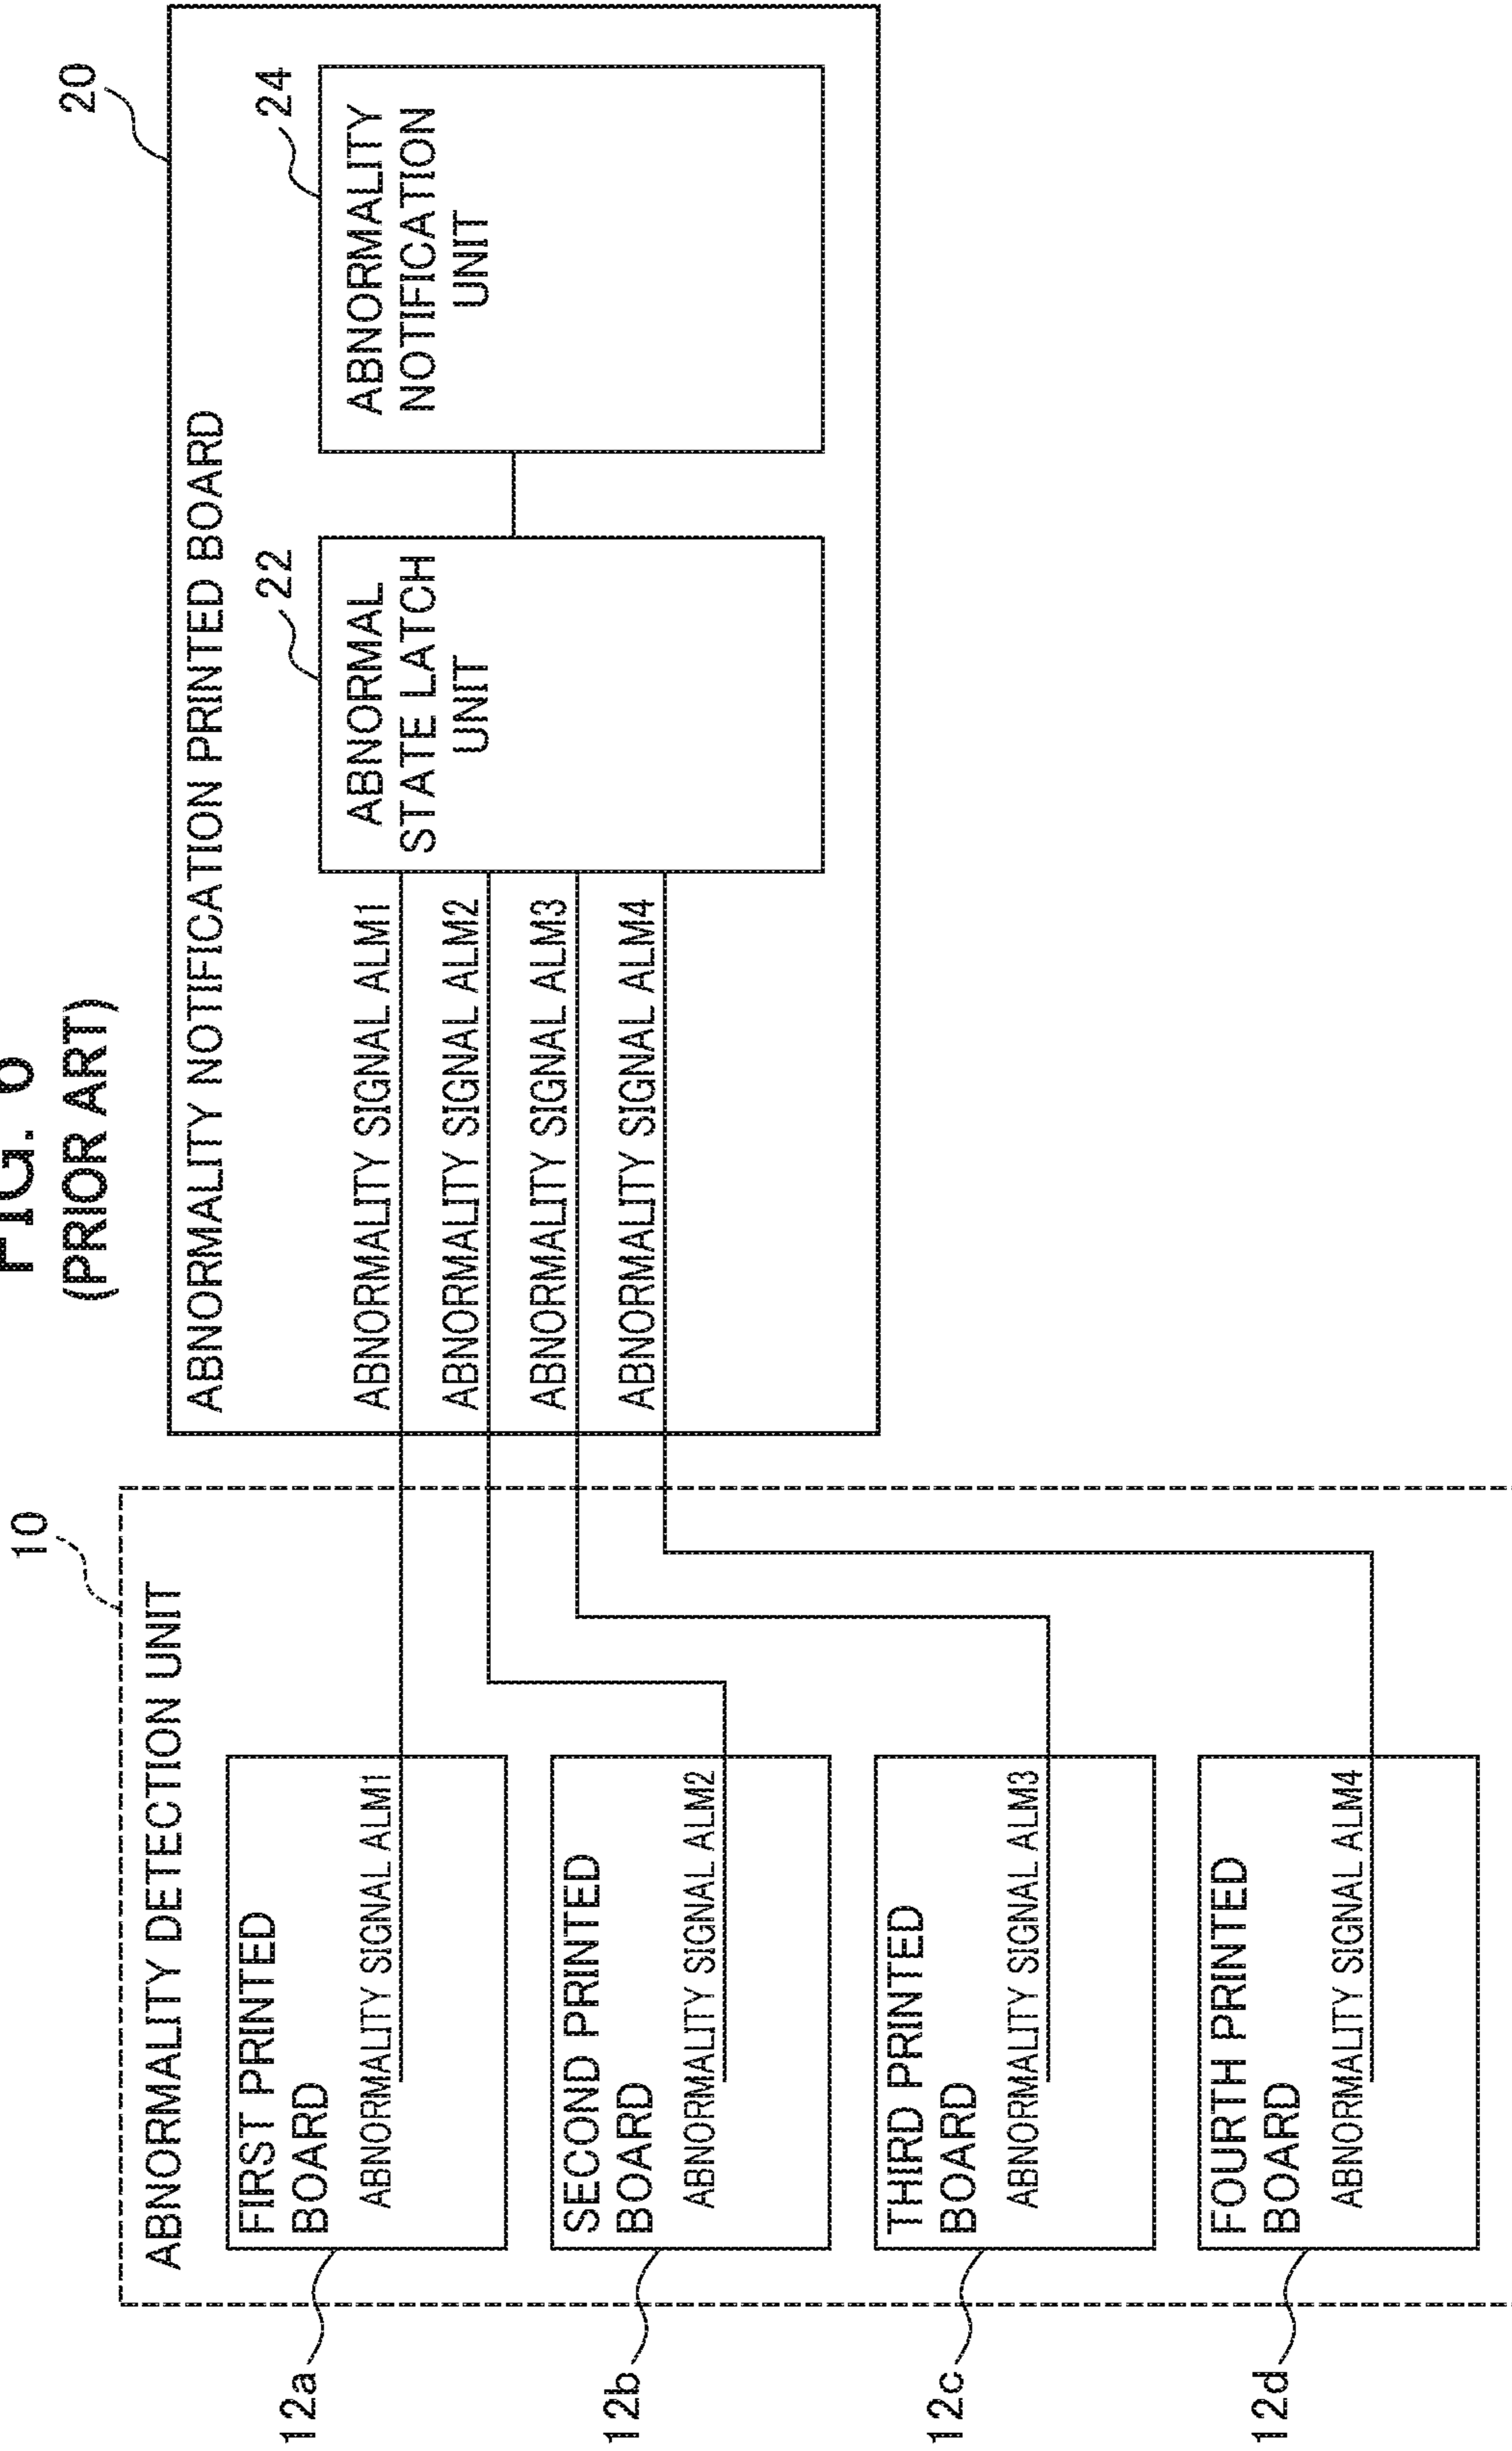 FIG.
(PRIOR ART)
10
ABNORMALITY DETECTION UNIT
12a
FIRST PRINTED
BOARD
ABNORMALITY SIGNAL ALM1
12b
SECOND PRINTED
BOARD
ABNORMALITY SIGNAL ALM2
12c
THIRD PRINTED
BOARD
ABNORMALITY SIGNAL ALM3
12d
FOURTH PRINTED
BOARD
ABNORMALITY SIGNAL ALM4
20
ABNORMALITY NOTIFICATION PRINTED BOARD
ABNORMALITY SIGNAL ALM1
ABNORMALITY SIGNAL ALM2
ABNORMALITY SIGNAL ALM3
ABNORMALITY SIGNAL ALM4
22
ABNORMAL
STATE LATCH
UNIT
24
ABNORMALITY
NOTIFICATION
UNIT